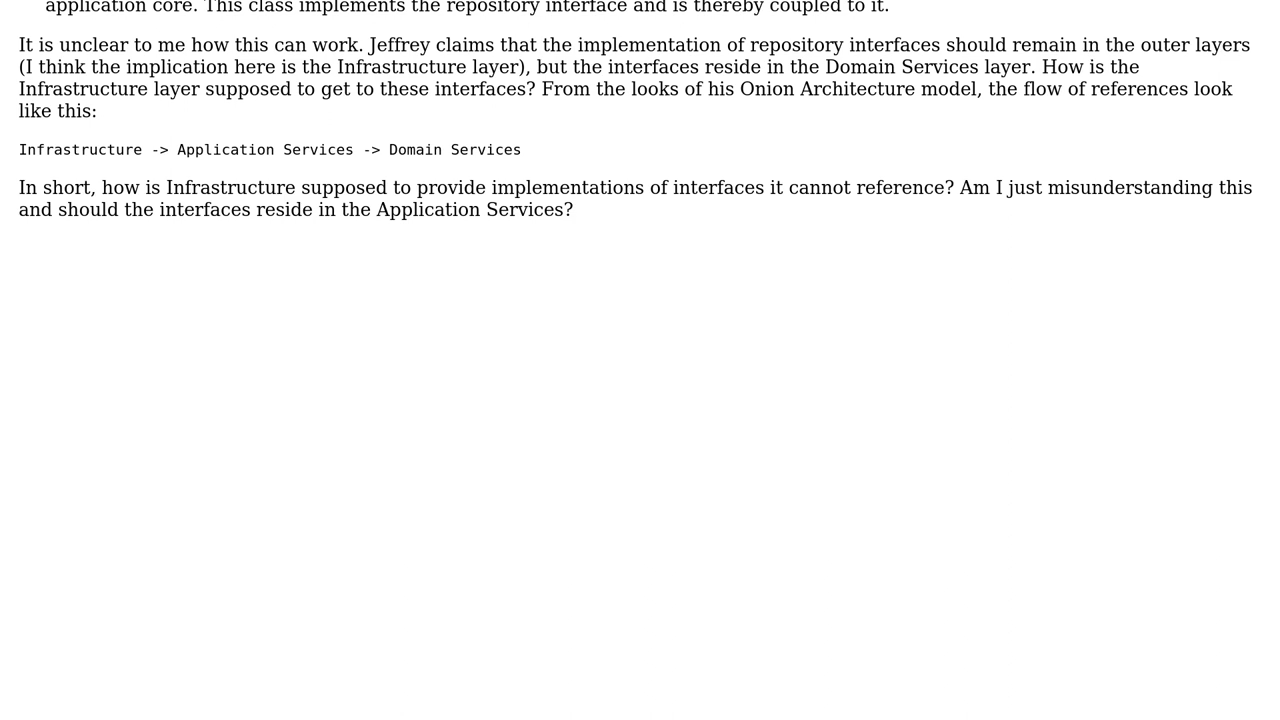 application core. This class implements the repository interface and is thereby coupled to it.
It is unclear to me how this can work. Jeffrey claims that the implementation of repository interfaces should remain in the outer layers
(I think the implication here is the Infrastructure layer), but the interfaces reside in the Domain Services layer. How is the
Infrastructure layer supposed to get to these interfaces? From the looks of his Onion Architecture model, the flow of references look
like this:
Infrastructure -> Application Services -> Domain Services
In short, how is Infrastructure supposed to provide implementations of interfaces it cannot reference? Am I just misunderstanding this
and should the interfaces reside in the Application Services?